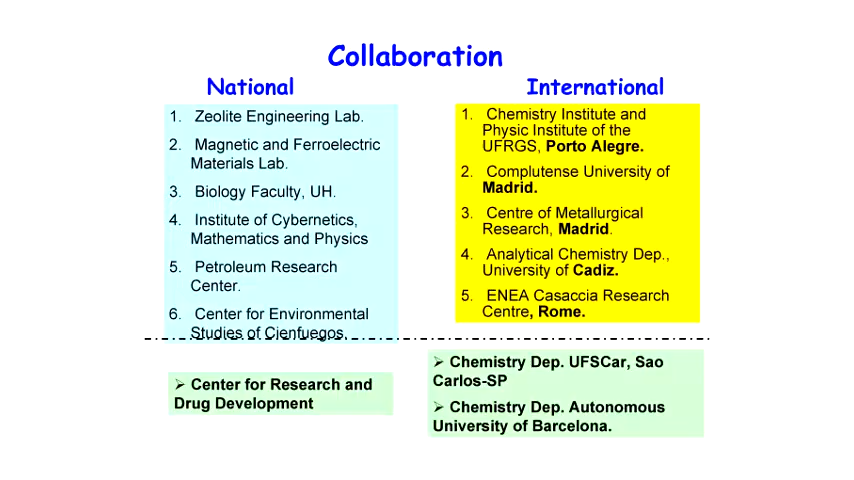 Collaboration
National
1. Zeolite Engineering Lab.
2. Magnetic and Ferroelectric
Materials Lab.
3. Biology Faculty, UH.
4. Institute of Cybernetics,
Mathematics and Physics
5. Petroleum Research
Center.
6. Center for Environmental
Studies of Cienfuegos.
➢ Center for Research and
Drug Development
International
1. Chemistry Institute and
Physic Institute of the
UFRGS, Porto Alegre.
2. Complutense University of
Madrid.
3. Centre of Metallurgical
Research, Madrid.
4. Analytical Chemistry Dep.,
University of Cadiz.
5. ENEA Casaccia Research
Centre, Rome.
➢ Chemistry Dep. UFSCar, Sao
Carlos-SP
➢ Chemistry Dep. Autonomous
University of Barcelona.